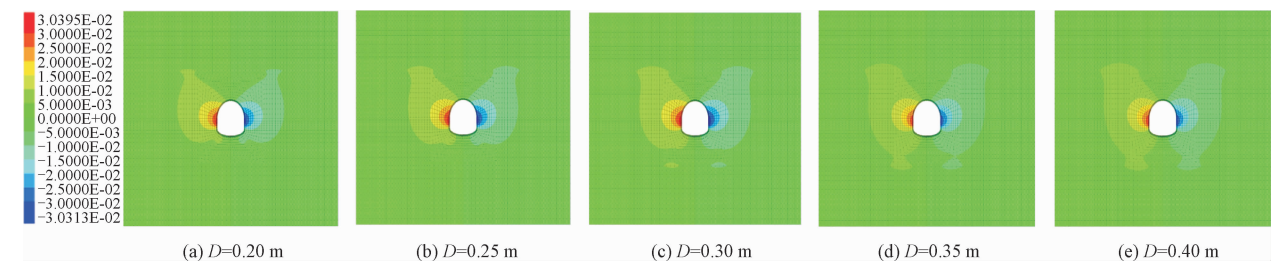 3.0395E-02
3.0000E-02
2.5000E-02
2.0000E-02
1.5000E-02
1.0000E-02
5.0000E-03
0.0000E+00
−5.0000E-03
−1.0000E-02
−1.5000E-02
−2.0000E-02
−2.5000E-02
−3.0000E-02
−3.0313E-02
(a) D=0.20 m
(b) D=0.25 m
(c) D=0.30 m
(d) D=0.35 m
(e) D=0.40 m